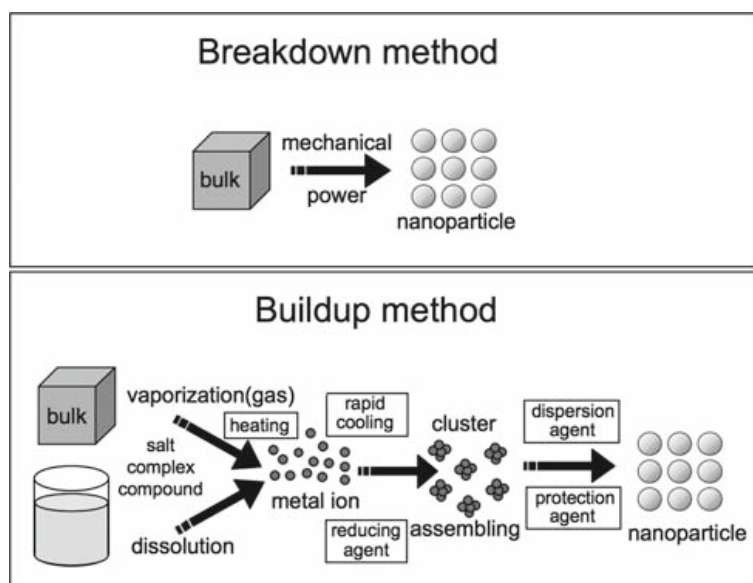 Breakdown method
bulk
mechanical
power
nanoparticle
Buildup method
bulk
vaporization(gas)
heating
salt
complex
compound
dissolution
metal ion
rapid
cooling
reducing
agent
cluster
assembling
dispersion
agent
protection
agent
nanoparticle